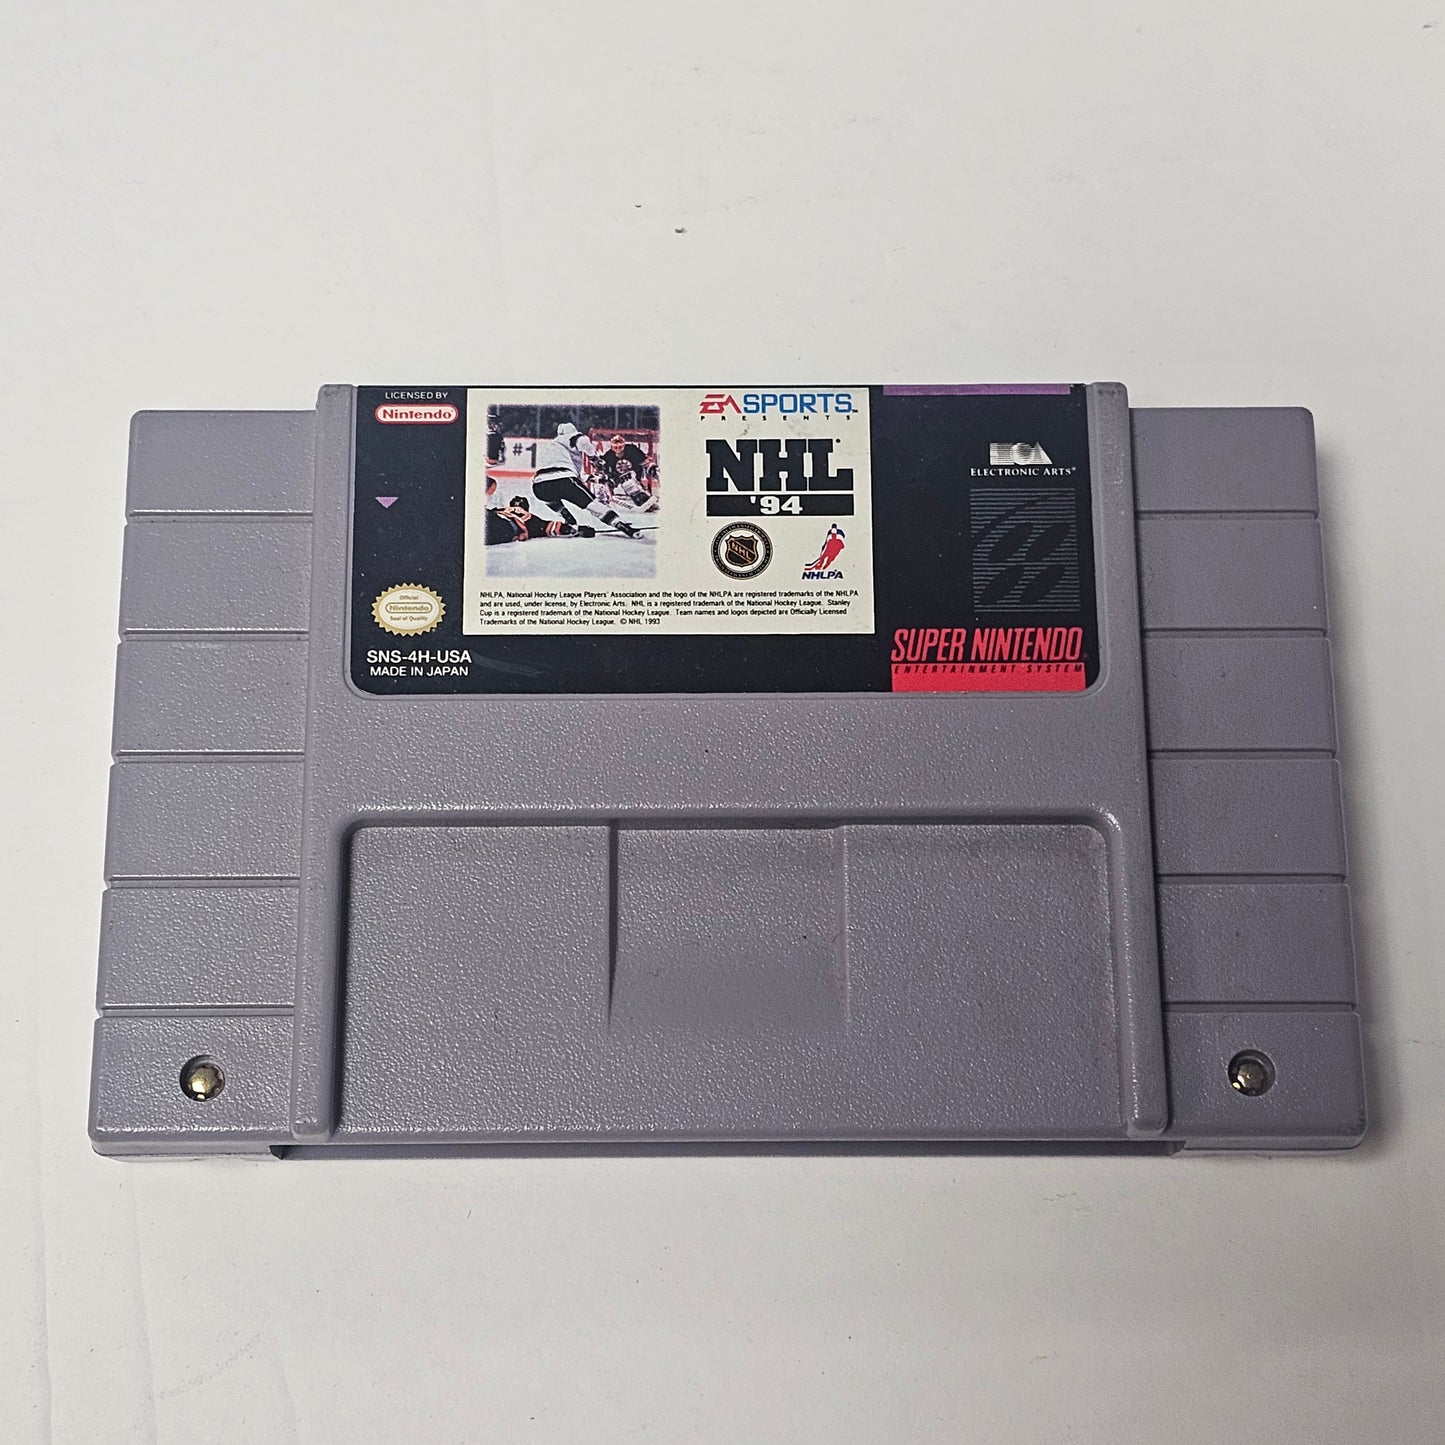 LICENSED BY
Nintendo®
Official
Nintendo
Seal of Quality
SNS-4H-USA
MADE IN JAPAN
#1
EA SPORTS™
PRESENTS
NHL®
'94
NHL
NHLPA
NHLPA, National Hockey League Players' Association and the logo of the NHLPA are registered trademarks of the NHLPA
and are used, under license, by Electronic Arts. NHL is a registered trademark of the National Hockey League. Stanley
Cup is a registered trademark of the National Hockey League. Team names and logos depicted are Officially Licensed
Trademarks of the National Hockey League. © NHL 1993
EA
ELECTRONIC ARTS®
SUPER NINTENDO®
ENTERTAINMENT SYSTEM